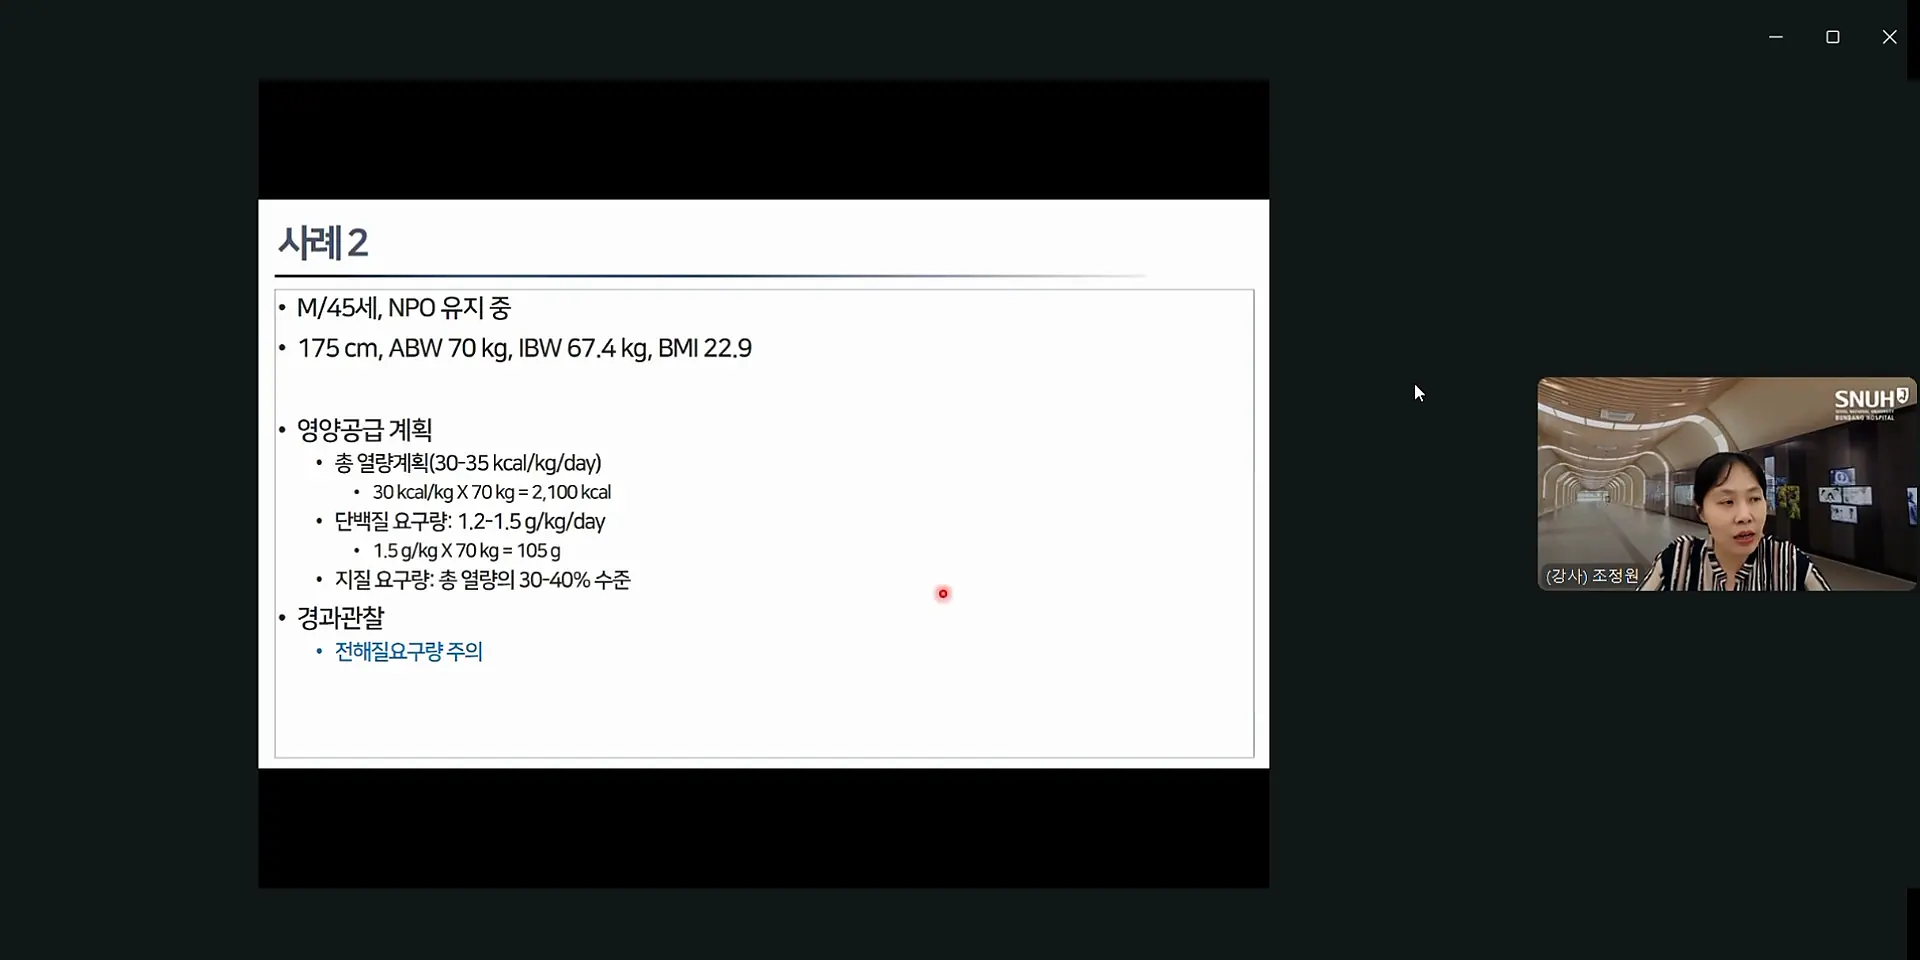 사례 2
• M/45세, NPO 유지 중
• 175 cm, ABW 70 kg, IBW 67.4 kg, BMI 22.9
• 영양공급 계획
• 총 열량계획(30-35 kcal/kg/day)
• 30 kcal/kg X 70 kg = 2,100 kcal
• 단백질 요구량: 1.2-1.5 g/kg/day
• 1.5 g/kg X 70 kg = 105 g
• 지질 요구량: 총 열량의 30-40% 수준
• 경과관찰
• 전해질요구량 주의
SNUH
SEOUL NATIONAL UNIVERSITY
BUNDANG HOSPITAL
(강사) 조정원